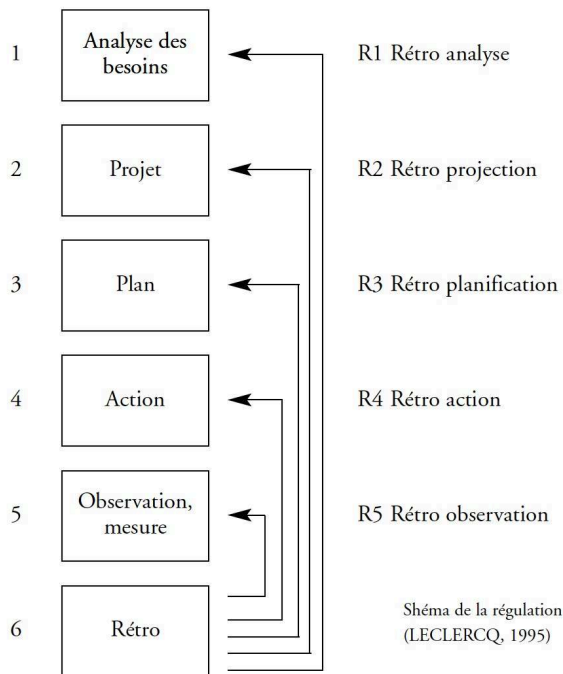 1
Analyse des
besoins
R1 Rétro analyse
2
Projet
R2 Rétro projection
3
Plan
R3 Rétro planification
4
Action
R4 Rétro action
5
Observation,
mesure
R5 Rétro observation
6
Rétro
Shéma de la régulation
(LECLERCQ, 1995)